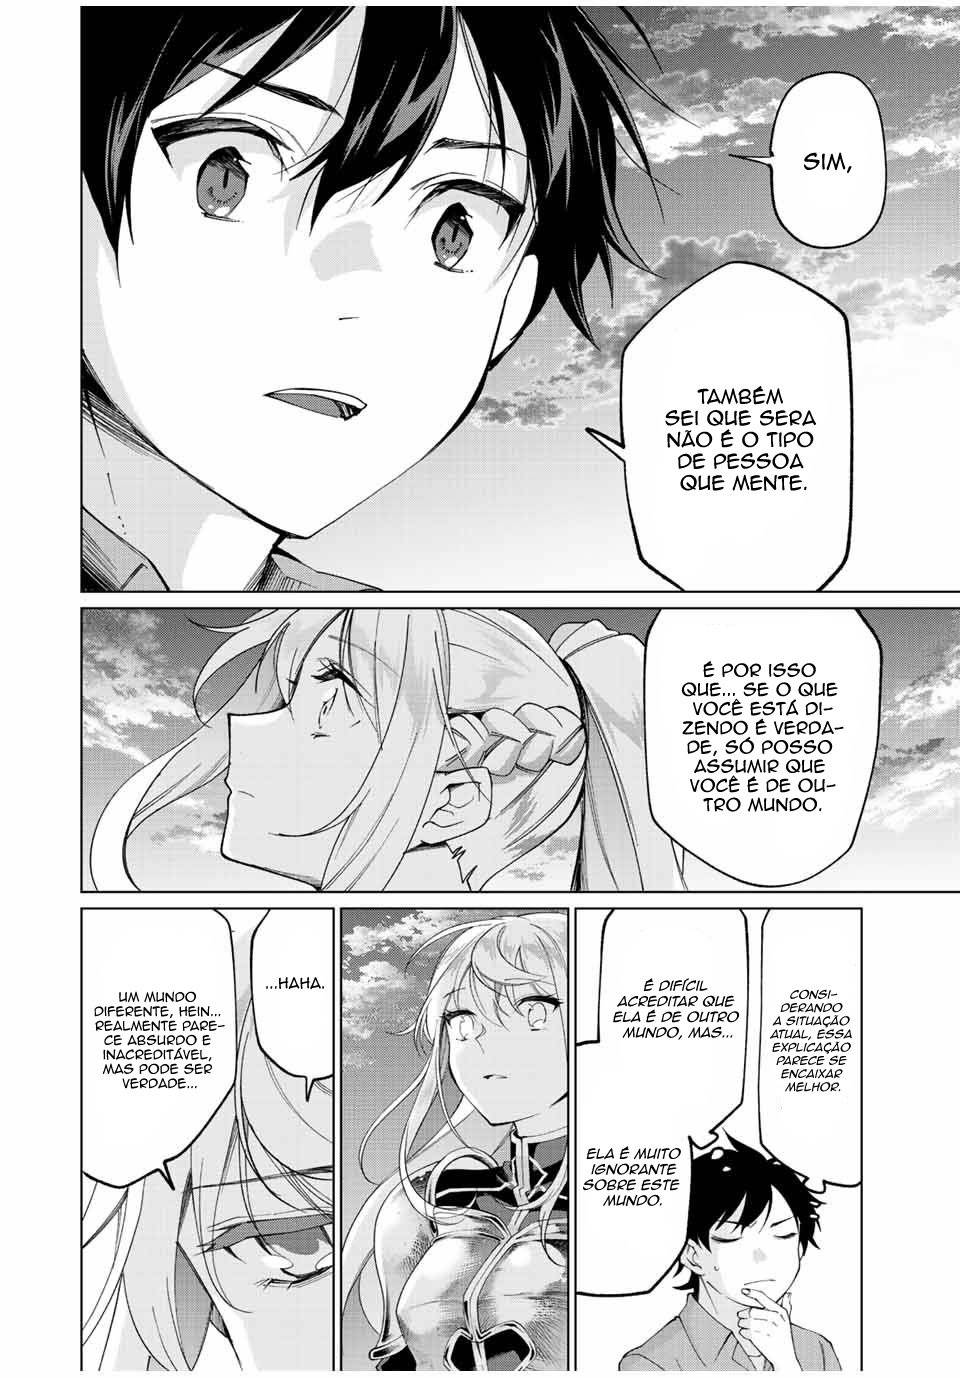 SIM,
TAMBÉM
SEI QUE SERA
NÃO É O TIPO
DE PESSOA
QUE MENTE.
É POR ISSO
QUE... SE O QUE
VOCÊ ESTÁ DI-
ZENDO É VERDA-
DE, SÓ POSSO
ASSUMIR QUE
VOCÊ É DE OU-
TRO MUNDO.
CONSI-
DERANDO
A SITUAÇÃO
ATUAL, ESSA
EXPLICAÇÃO
PARECE SE
ENCAIXAR
MELHOR.
É DIFÍCIL
ACREDITAR QUE
ELA É DE OUTRO
MUNDO, MAS...
ELA É MUITO
IGNORANTE
SOBRE ESTE
MUNDO.
...HAHA.
UM MUNDO
DIFERENTE, HEIN...
REALMENTE PARE-
CE ABSURDO E
INACREDITÁVEL,
MAS PODE SER
VERDADE...